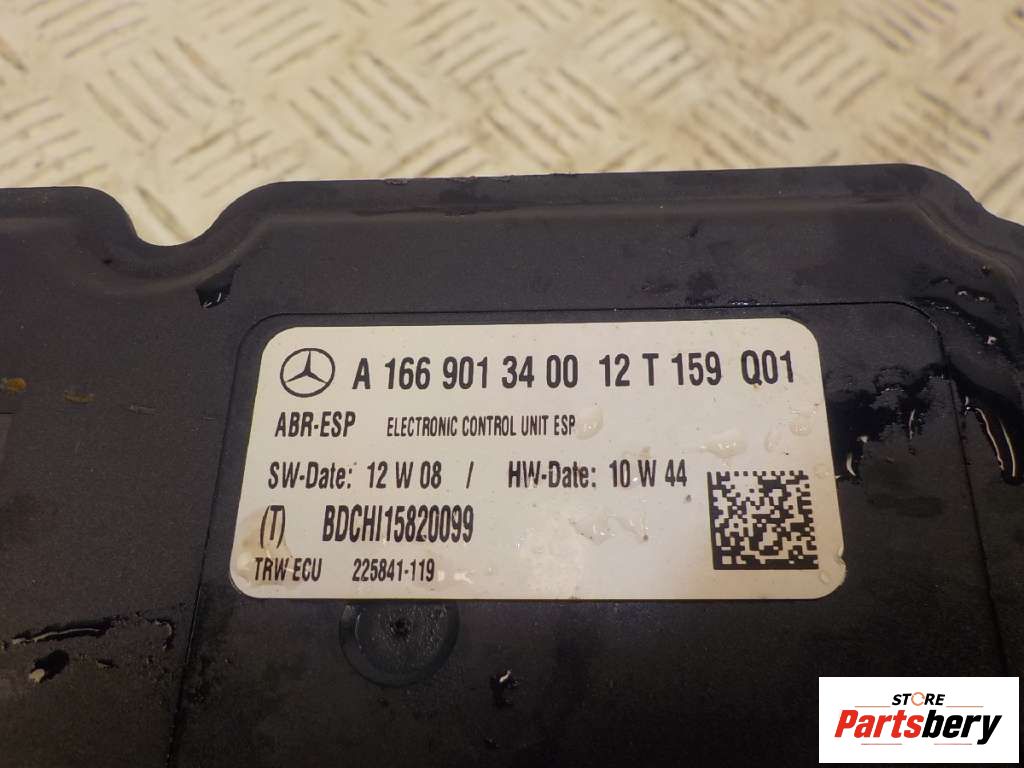 A 166 901 34 00 12 T 159 Q01
ABR-ESP ELECTRONIC CONTROL UNIT ESP
SW-Date: 12 W 08 / HW-Date: 10 W 44
(T) BDCHI15820099
TRW ECU 225841-119
STORE
Partsbery